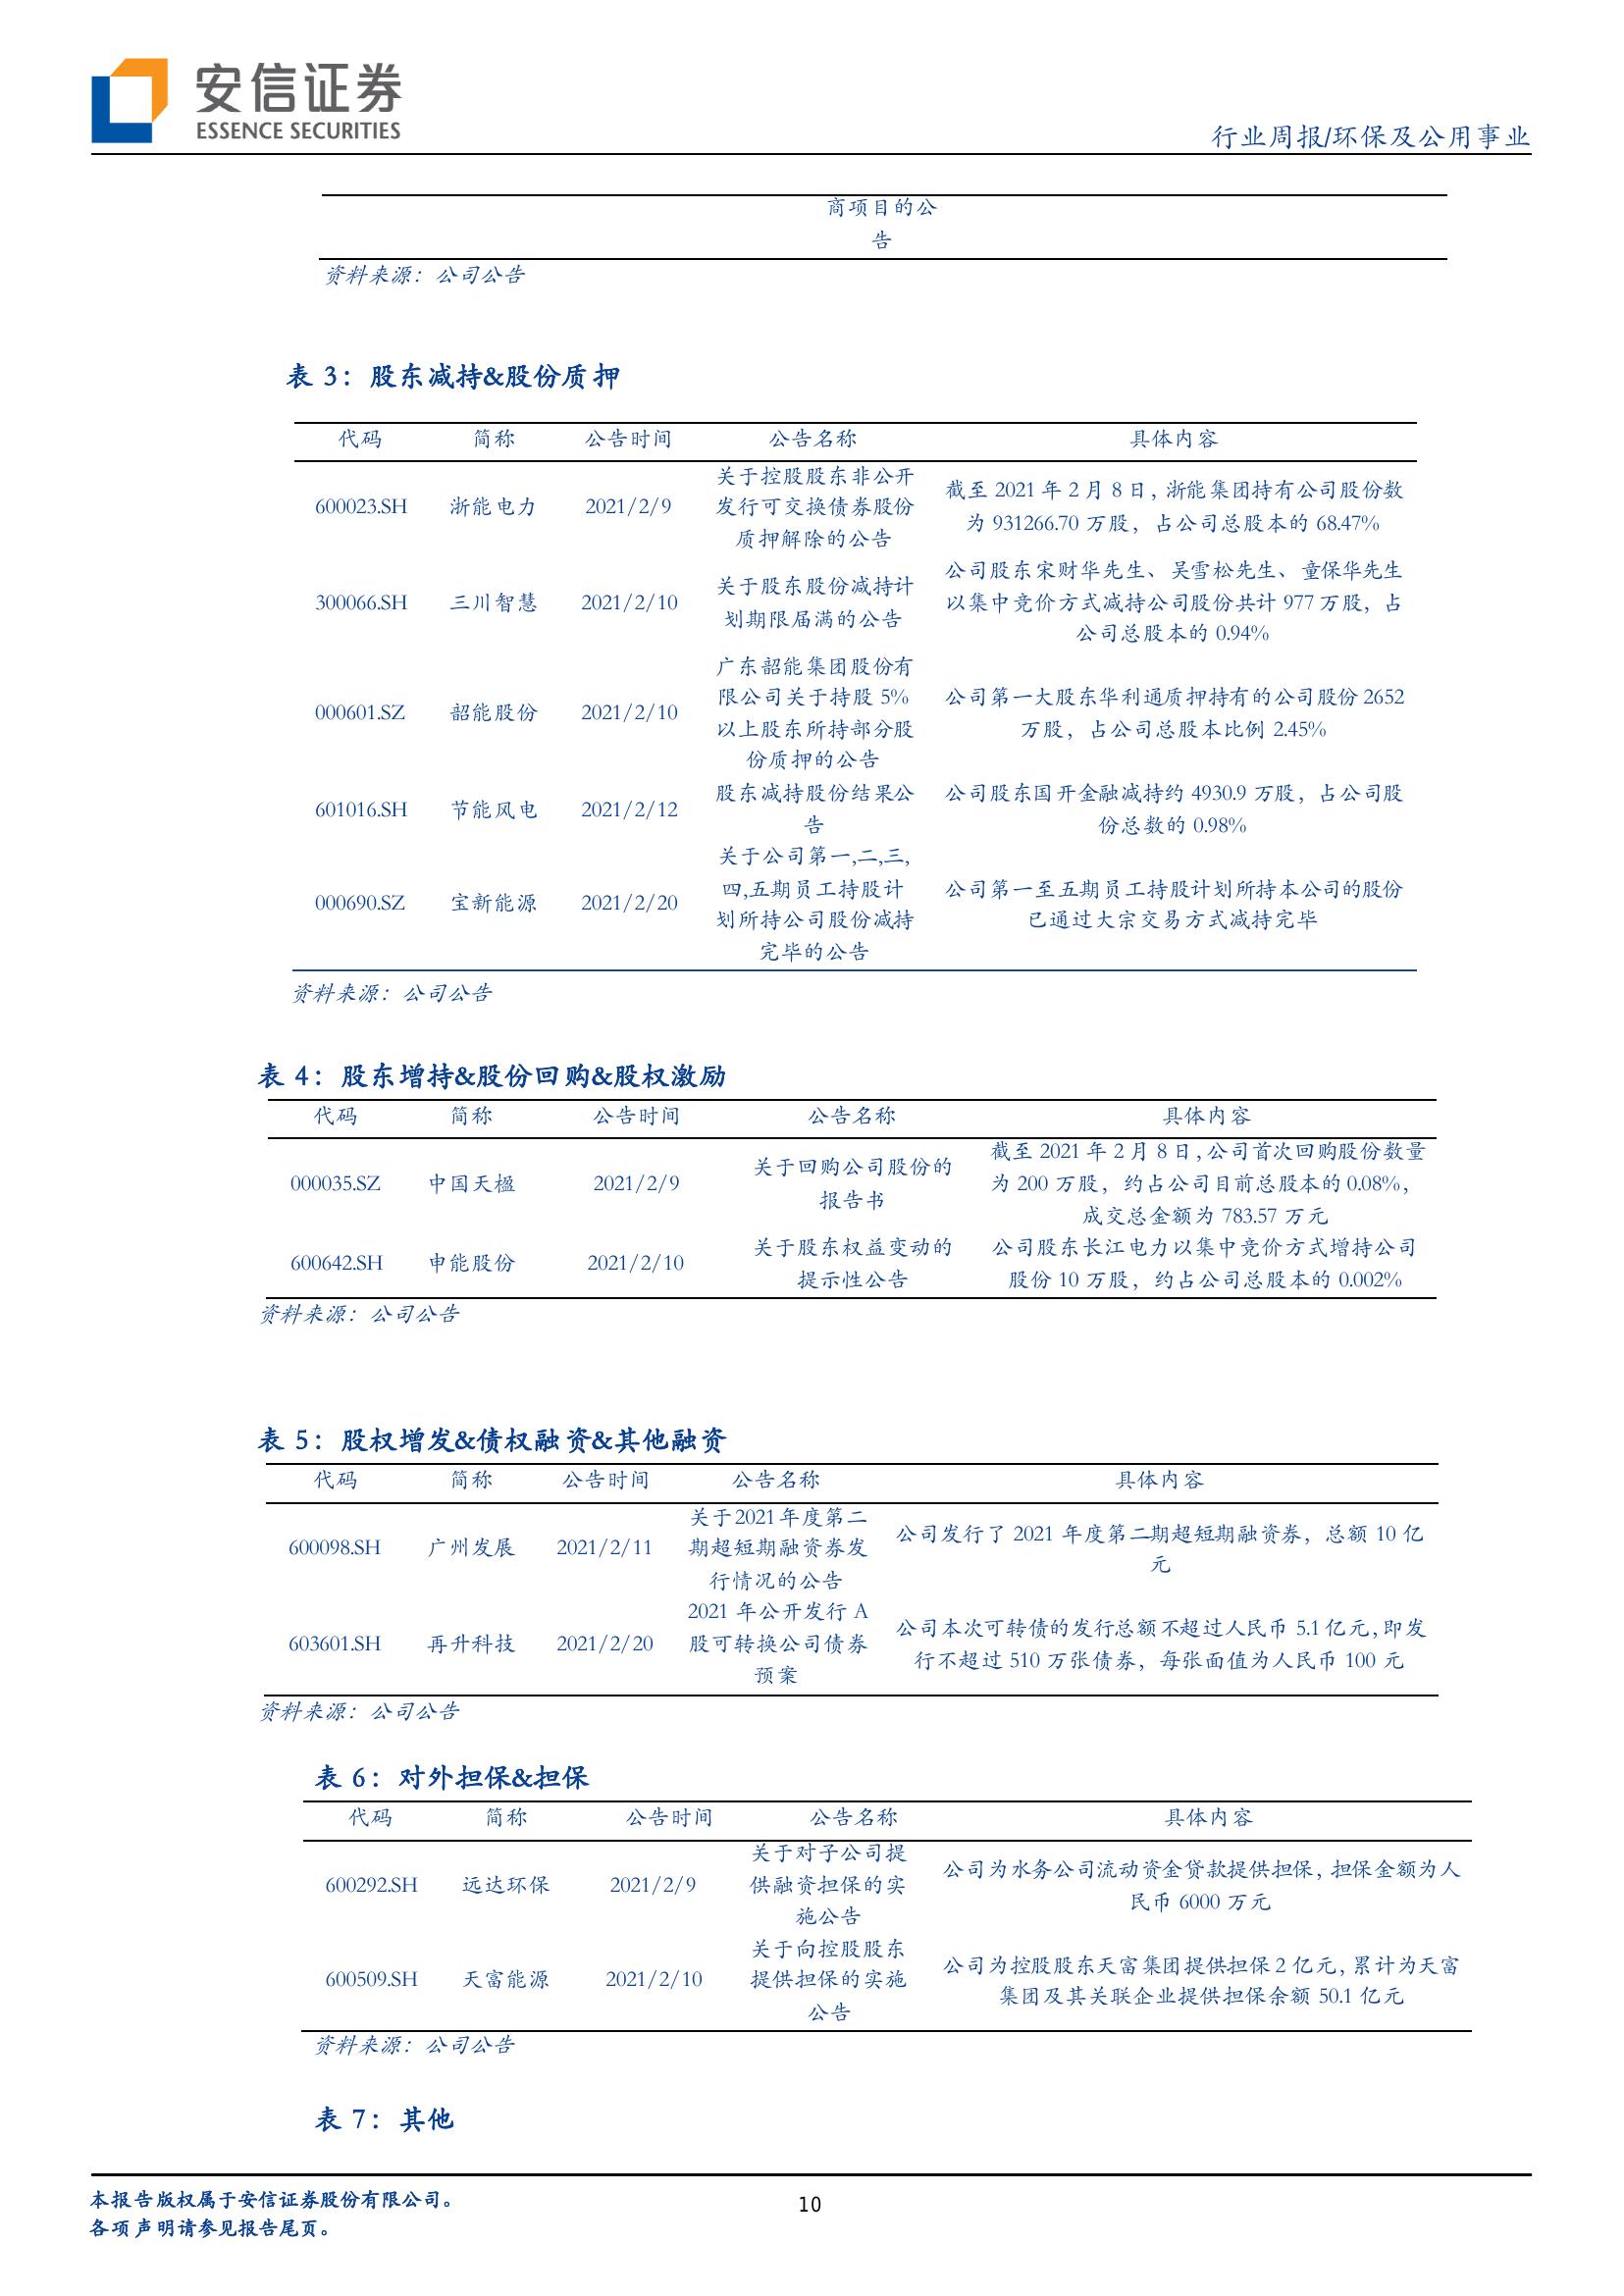 安信证券
ESSENCE SECURITIES
行业周报/环保及公用事业
商项目的公
告
资料来源：公司公告
表 3：股东减持&股份质押
代码 简称 公告时间 公告名称 具体内容
关于控股股东非公开
发行可交换债券股份
质押解除的公告
600023.SH 浙能电力 2021/2/9
截至 2021 年 2 月 8 日，浙能集团持有公司股份数
为 931266.70 万股，占公司总股本的 68.47%
300066.SH 三川智慧 2021/2/10
关于股东股份减持计
划期限届满的公告
公司股东宋财华先生、吴雪松先生、童保华先生
以集中竞价方式减持公司股份共计 977 万股，占
公司总股本的 0.94%
000601.SZ 韶能股份 2021/2/10
广东韶能集团股份有
限公司关于持股 5%
以上股东所持部分股
份质押的公告
公司第一大股东华利通质押持有的公司股份 2652
万股，占公司总股本比例 2.45%
601016.SH 节能风电 2021/2/12
股东减持股份结果公
告
公司股东国开金融减持约 4930.9 万股，占公司股
份总数的 0.98%
000690.SZ 宝新能源 2021/2/20
关于公司第一,二,三,
四,五期员工持股计
划所持公司股份减持
完毕的公告
公司第一至五期员工持股计划所持本公司的股份
已通过大宗交易方式减持完毕
资料来源：公司公告
表 4：股东增持&股份回购&股权激励
代码 简称 公告时间 公告名称 具体内容
000035.SZ 中国天楹 2021/2/9
关于回购公司股份的
报告书
截至 2021 年 2 月 8 日，公司首次回购股份数量
为 200 万股，约占公司目前总股本的 0.08%，
成交总金额为 783.57 万元
600642.SH 申能股份 2021/2/10
关于股东权益变动的
提示性公告
公司股东长江电力以集中竞价方式增持公司
股份 10 万股，约占公司总股本的 0.002%
资料来源：公司公告
表 5：股权增发&债权融资&其他融资
代码 简称 公告时间 公告名称 具体内容
600098.SH 广州发展 2021/2/11
关于2021年度第二
期超短期融资券发
行情况的公告
公司发行了 2021 年度第二期超短期融资券，总额 10 亿
元
603601.SH 再升科技 2021/2/20
2021 年公开发行 A
股可转换公司债券
预案
公司本次可转债的发行总额不超过人民币 5.1 亿元，即发
行不超过 510 万张债券，每张面值为人民币 100 元
资料来源：公司公告
表 6：对外担保&担保
代码 简称 公告时间 公告名称 具体内容
600292.SH 远达环保 2021/2/9
关于对子公司提
供融资担保的实
施公告
公司为水务公司流动资金贷款提供担保，担保金额为人
民币 6000 万元
600509.SH 天富能源 2021/2/10
关于向控股股东
提供担保的实施
公告
公司为控股股东天富集团提供担保 2 亿元，累计为天富
集团及其关联企业提供担保余额 50.1 亿元
资料来源：公司公告
表 7：其他
本报告版权属于安信证券股份有限公司。
各项声明请参见报告尾页。
10